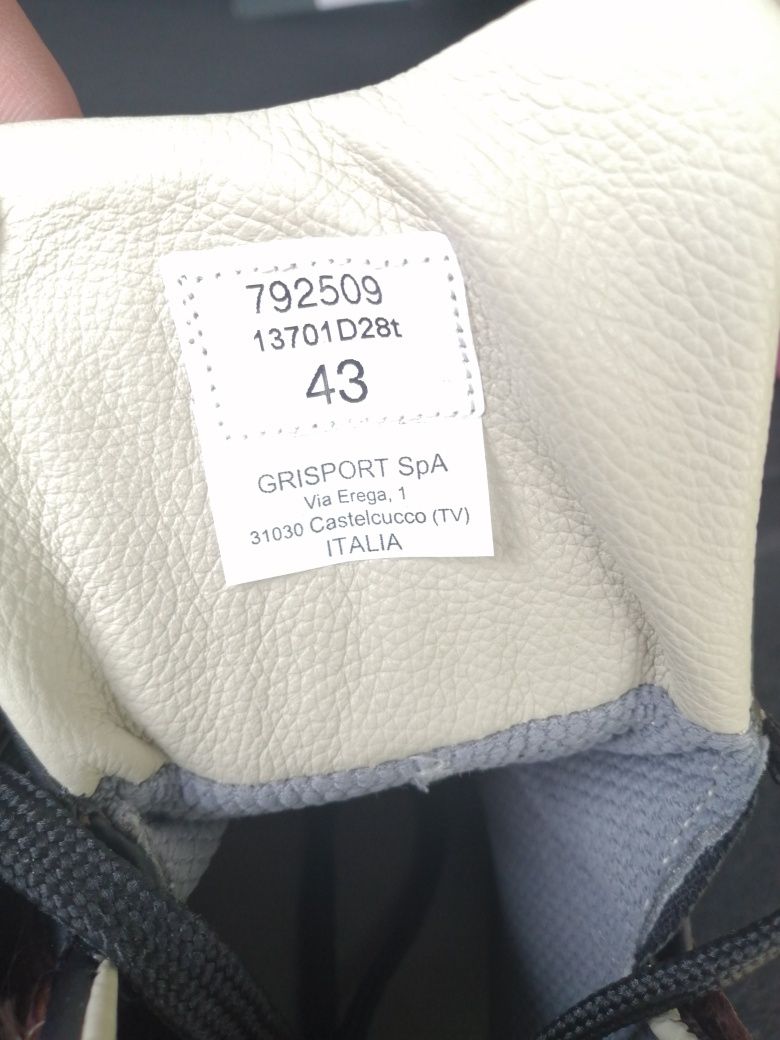 792509
13701D28t
43
GRISPORT SpA
Via Erega, 1
31030 Castelcucco (TV)
ITALIA